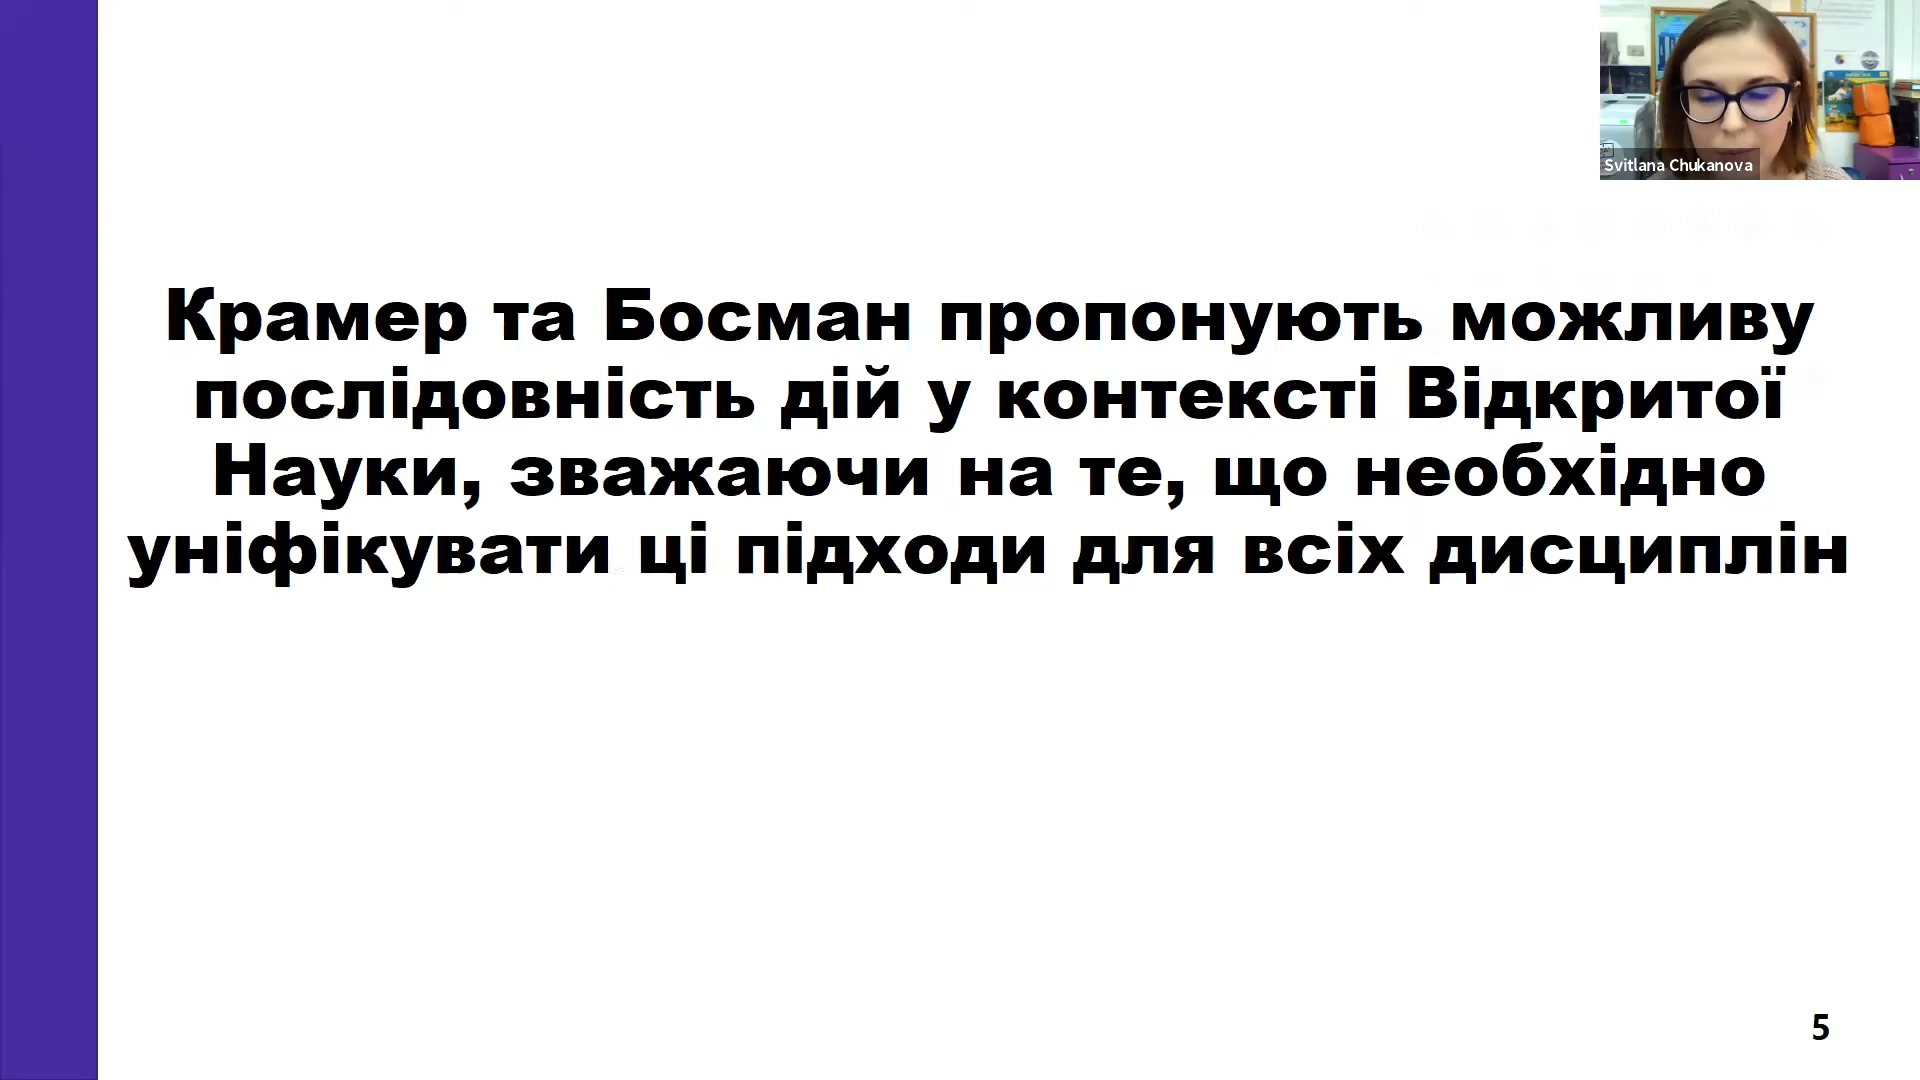 Svitlana Chukanova
Крамер та Босман пропонують можливу
послідовність дій у контексті Відкритої
Науки, зважаючи на те, що необхідно
уніфікувати ці підходи для всіх дисциплін
5